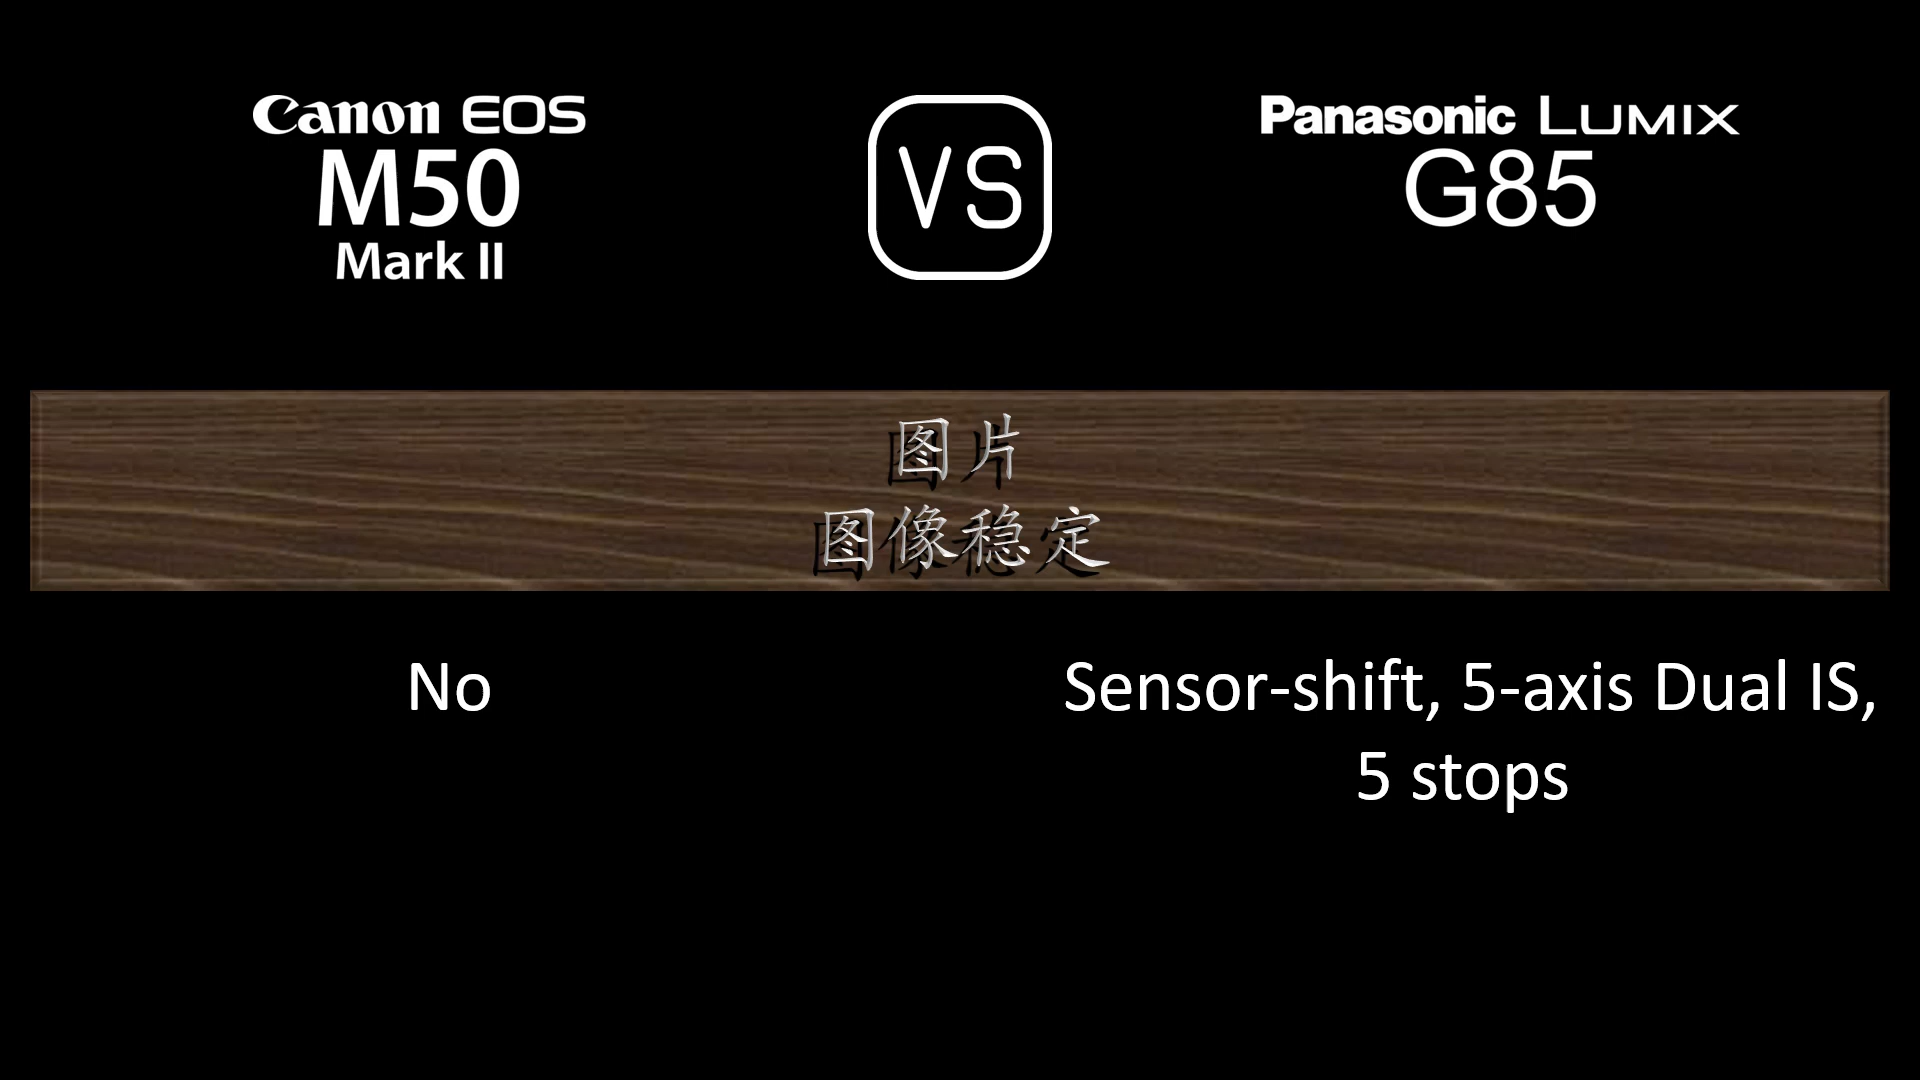 Canon EOS
M50
Mark II
VS
Panasonic LUMIX
G85
图片
图像稳定
No
Sensor-shift, 5-axis Dual IS,
5 stops